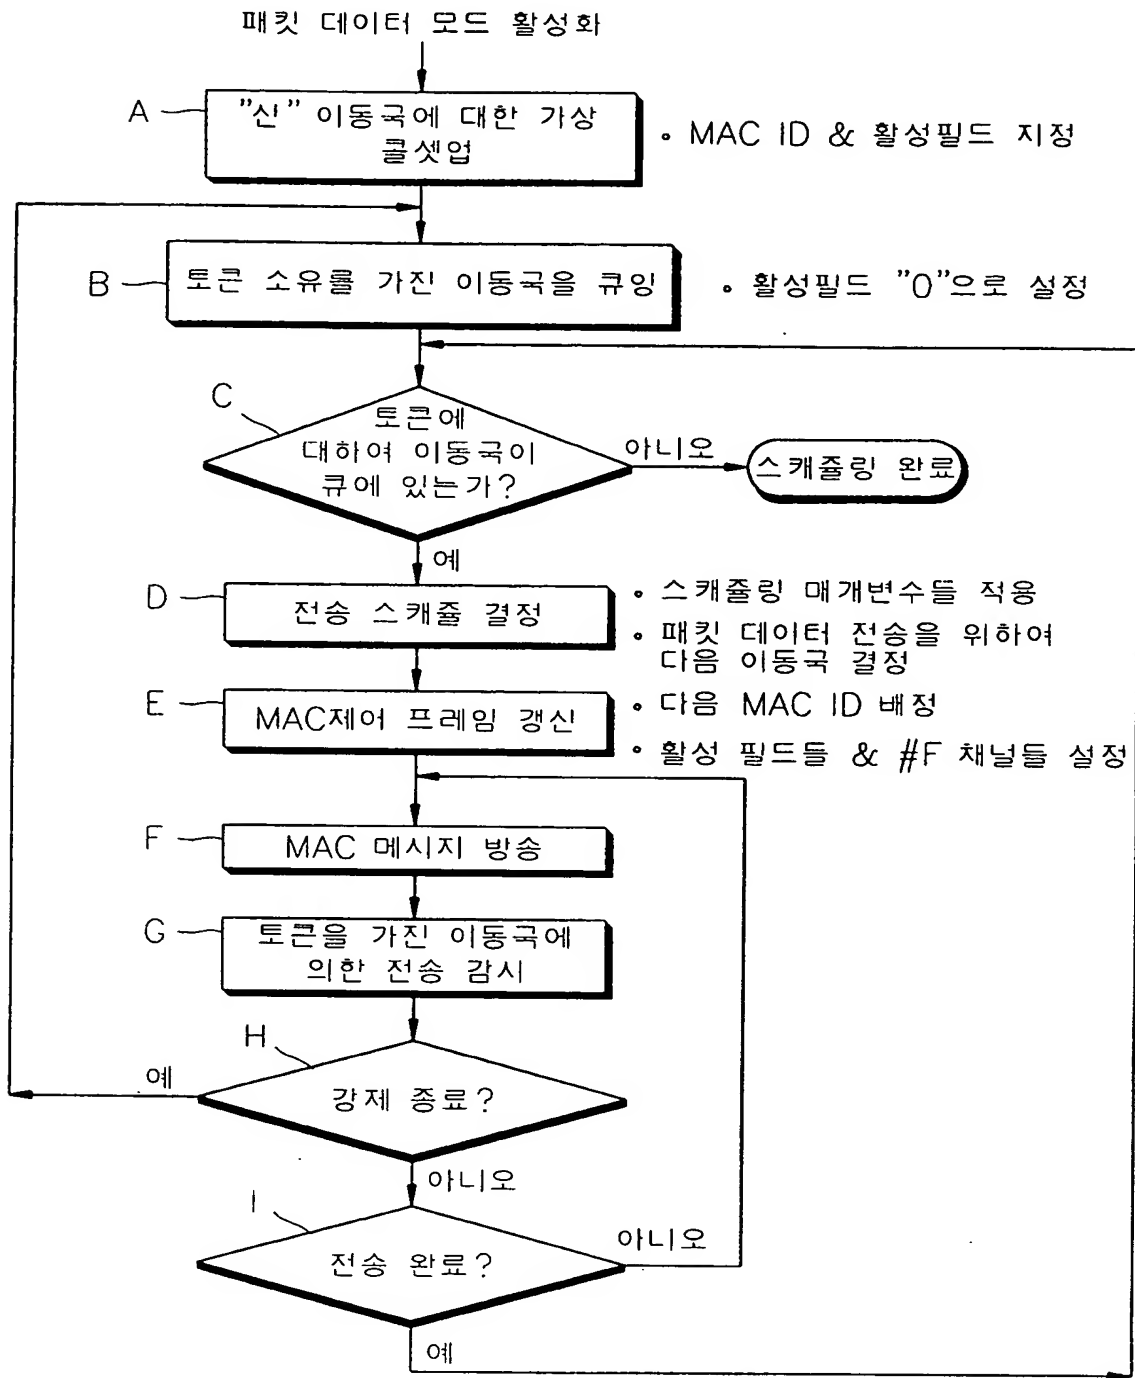 패킷 데이터 모드 활성화
A
"신" 이동국에 대한 가상
콜셋업
• MAC ID & 활성필드 지정
B
토큰 소유를 가진 이동국을 큐잉
• 활성필드 "0"으로 설정
C
토큰에
대하여 이동국이
큐에 있는가?
아니오
스캐쥴링 완료
예
D
전송 스캐쥴 결정
• 스캐쥴링 매개변수들 적용
• 패킷 데이터 전송을 위하여
다음 이동국 결정
E
MAC제어 프레임 갱신
• 다음 MAC ID 배정
• 활성 필드들 & #F 채널들 설정
F
MAC 메시지 방송
G
토큰을 가진 이동국에
의한 전송 감시
H
예
강제 종료?
아니오
I
전송 완료?
아니오
예